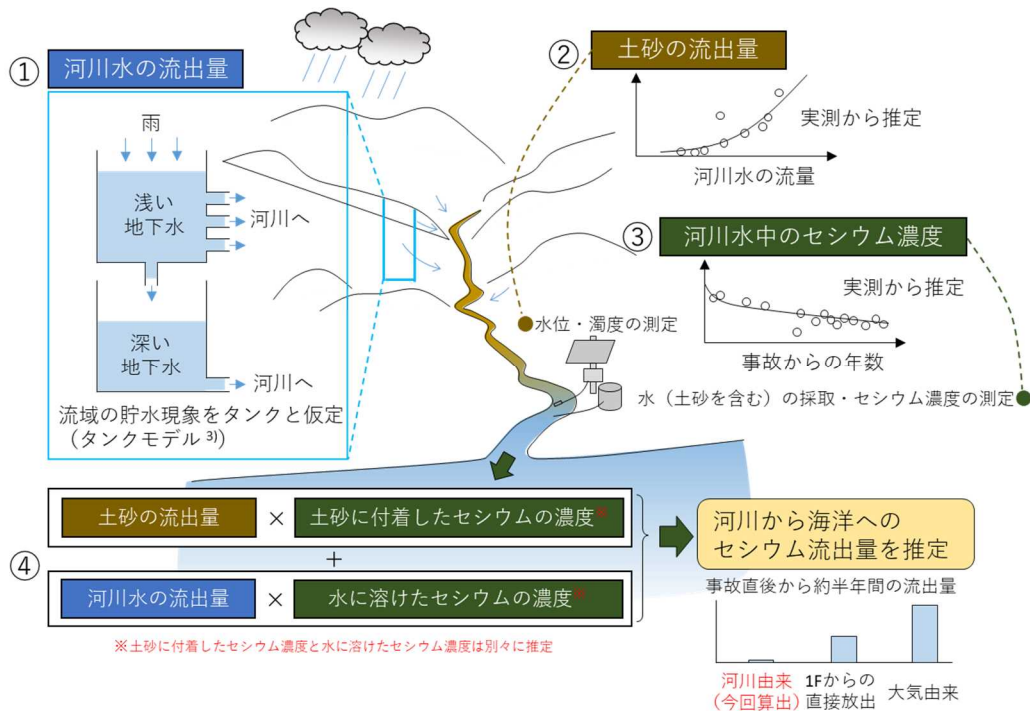 ① 河川水の流出量
雨
浅い
地下水
河川へ
深い
地下水
河川へ
流域の貯水現象をタンクと仮定
（タンクモデル 3)）
② 土砂の流出量
実測から推定
河川水の流量
③ 河川水中のセシウム濃度
実測から推定
事故からの年数
水位・濁度の測定
水（土砂を含む）の採取・セシウム濃度の測定
④
土砂の流出量 × 土砂に付着したセシウムの濃度※
+
河川水の流出量 × 水に溶けたセシウムの濃度※
※土砂に付着したセシウム濃度と水に溶けたセシウム濃度は別々に推定
河川から海洋への
セシウム流出量を推定
事故直後から約半年間の流出量
河川由来
（今回算出）
1Fからの
直接放出
大気由来